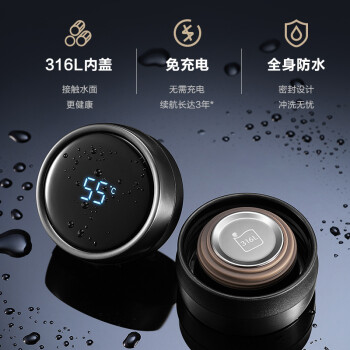 316L内盖
接触水面
更健康
免充电
无需充电
续航长达3年*
全身防水
密封设计
冲洗无忧
55°C
316L